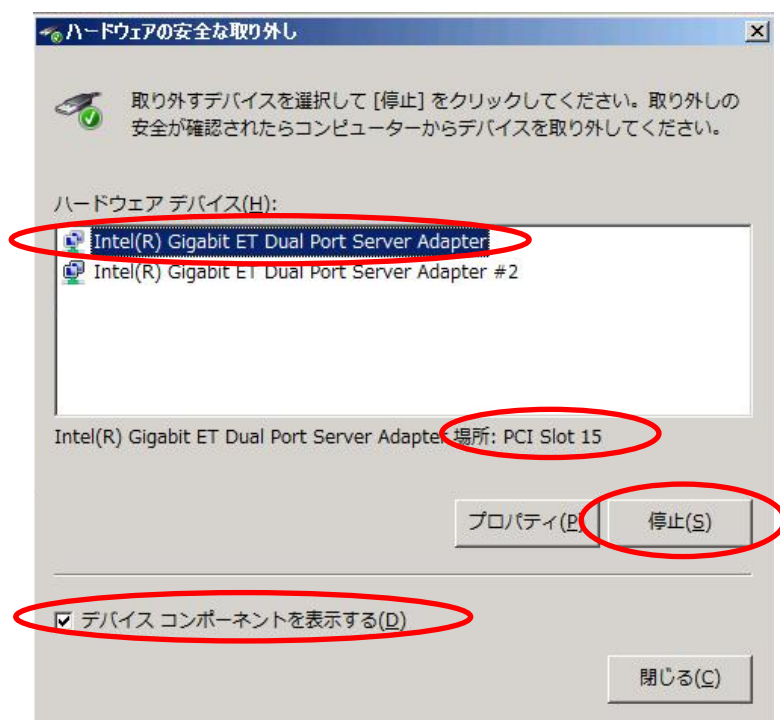 ハードウェアの安全な取り外し
取り外すデバイスを選択して [停止] をクリックしてください。取り外しの
安全が確認されたらコンピューターからデバイスを取り外してください。
ハードウェア デバイス(H):
Intel(R) Gigabit ET Dual Port Server Adapter
Intel(R) Gigabit ET Dual Port Server Adapter #2
Intel(R) Gigabit ET Dual Port Server Adapter 場所: PCI Slot 15
プロパティ(P) 停止(S)
デバイス コンポーネントを表示する(D)
閉じる(C)